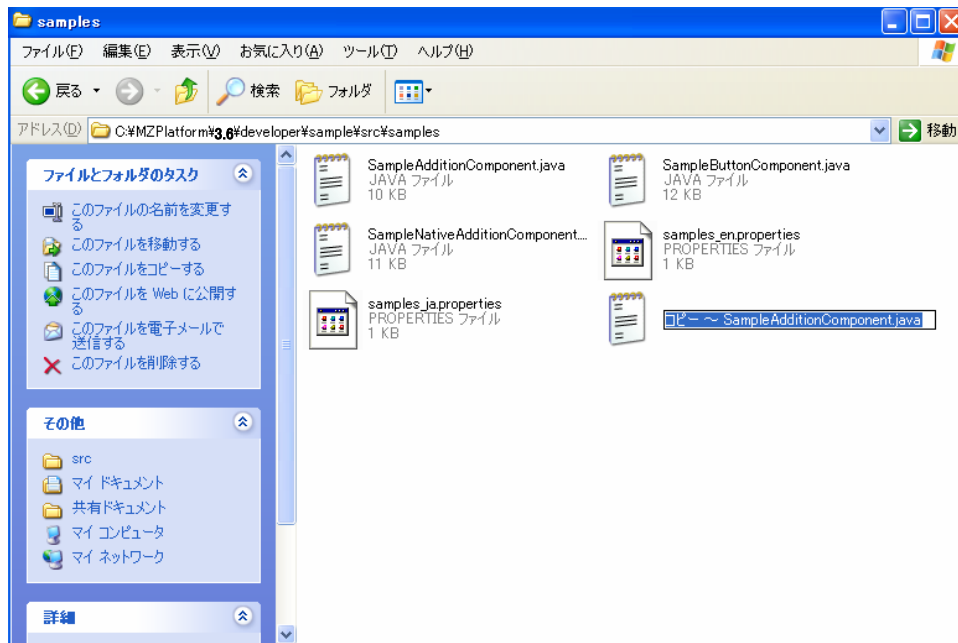 samples
ファイル(F) 編集(E) 表示(V) お気に入り(A) ツール(T) ヘルプ(H)
戻る 検索 フォルダ
アドレス(D) C:¥MZPlatform¥3.6¥developer¥sample¥src¥samples 移動
ファイルとフォルダのタスク
このファイルの名前を変更す
る
このファイルを移動する
このファイルをコピーする
このファイルを Web に公開す
る
このファイルを電子メールで
送信する
このファイルを削除する
その他
src
マイ ドキュメント
共有ドキュメント
マイ コンピュータ
マイ ネットワーク
詳細
SampleAdditionComponent.java
JAVA ファイル
10 KB
SampleButtonComponent.java
JAVA ファイル
12 KB
SampleNativeAdditionComponent....
JAVA ファイル
11 KB
samples_en.properties
PROPERTIES ファイル
1 KB
samples_ja.properties
PROPERTIES ファイル
1 KB
コピー ～ SampleAdditionComponent.java